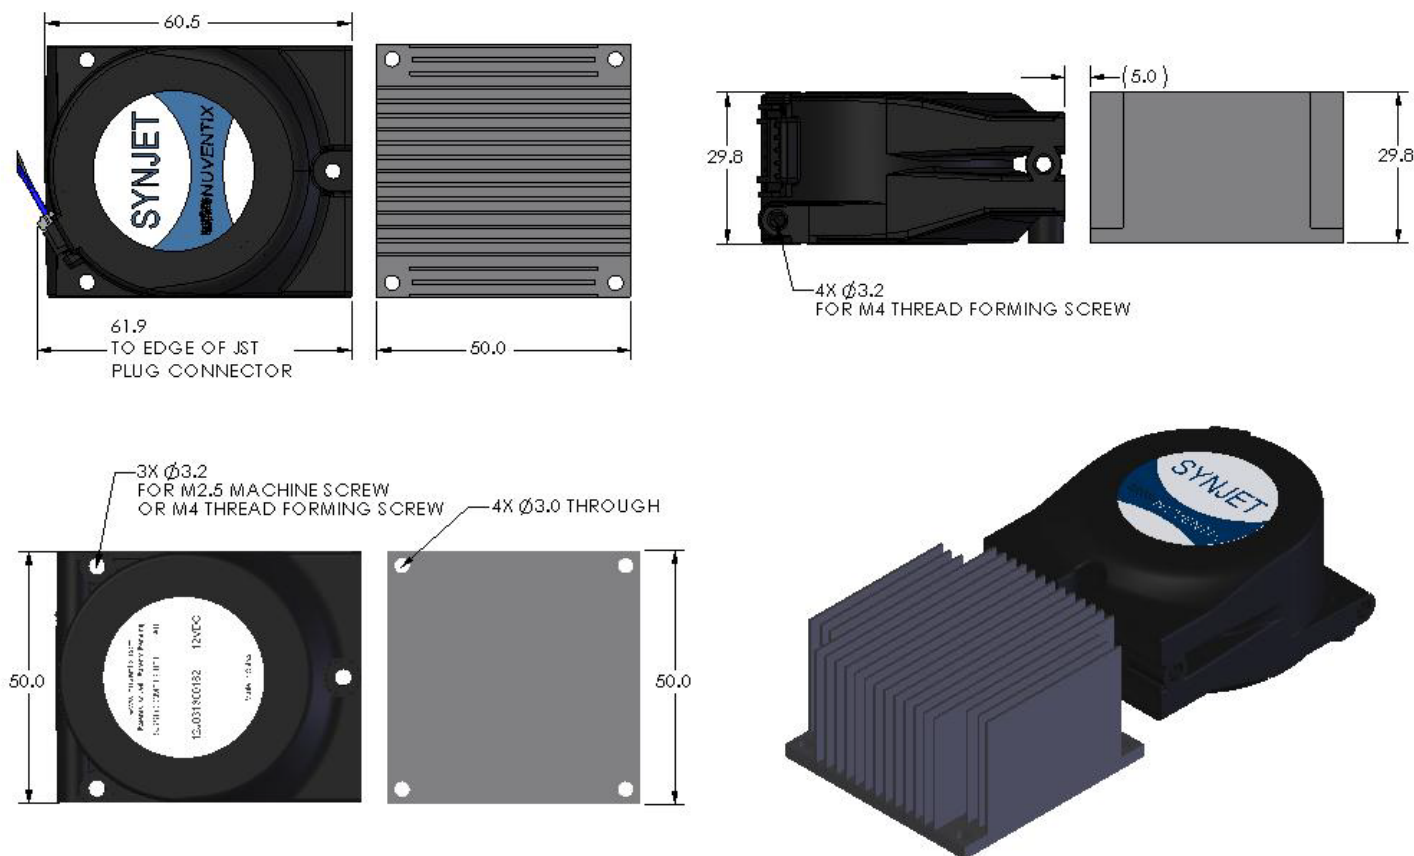 60.5
SYNJET
NUVENTIX
61.9
TO EDGE OF JST
PLUG CONNECTOR
50.0
(5.0)
29.8
29.8
4X Ø3.2
FOR M4 THREAD FORMING SCREW
3X Ø3.2
FOR M2.5 MACHINE SCREW
OR M4 THREAD FORMING SCREW
4X Ø3.0 THROUGH
50.0
12VDC
50.0
SYNJET